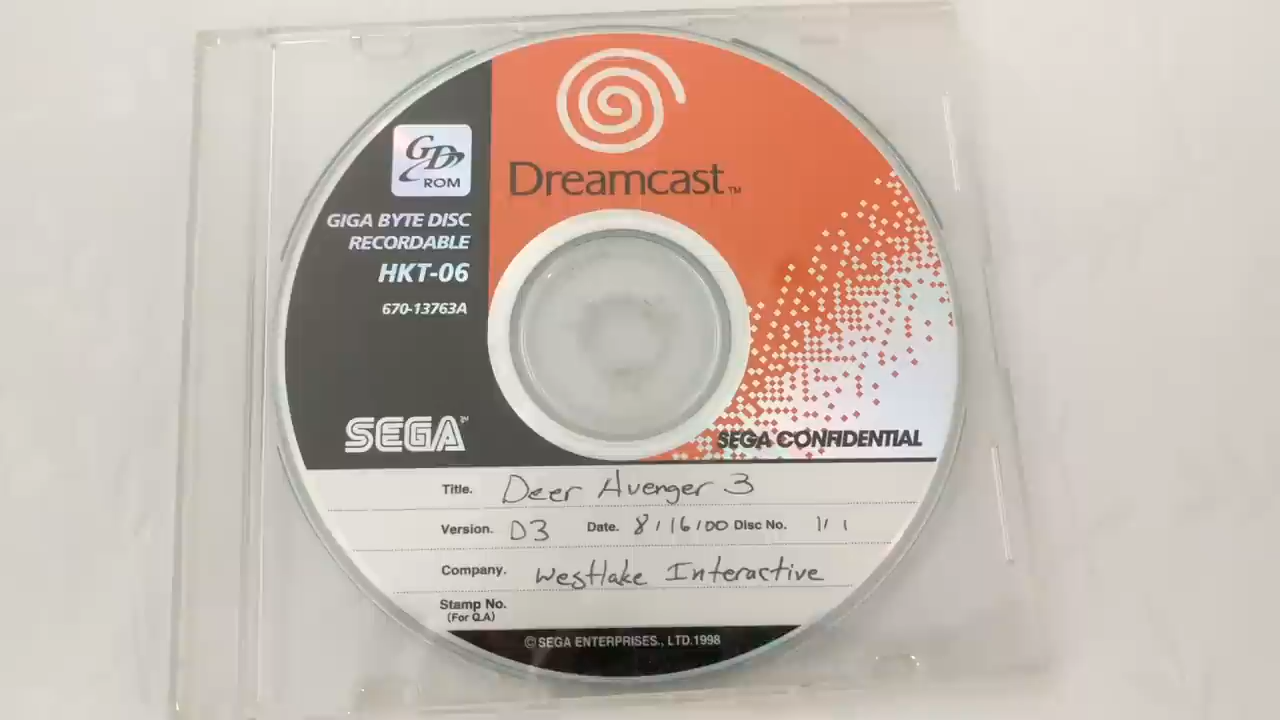 Dreamcast™
GD
ROM
GIGA BYTE DISC
RECORDABLE
HKT-06
670-13763A
SEGA™
SEGA CONFIDENTIAL
Title. Deer Avenger 3
Version. D3 Date. 8/16/00 Disc No. 1/1
Company. Westlake Interactive
Stamp No.
(For Q.A)
©SEGA ENTERPRISES., LTD.1998